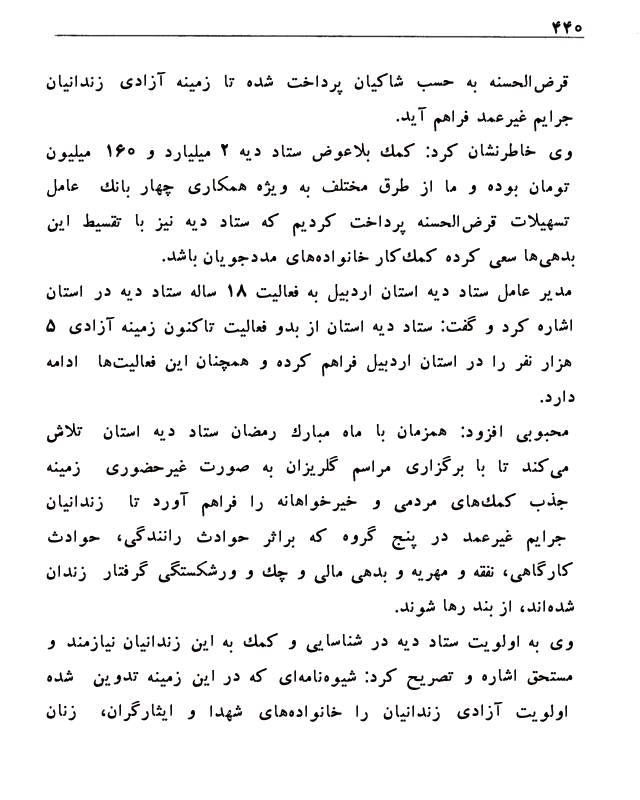 ۴۴۰
قرض‌الحسنه به حسب شاکیان پرداخت شده تا زمینه آزادی زندانیان
جرایم غیرعمد فراهم آید.
وی خاطرنشان کرد: کمك بلاعوض ستاد دیه ۲ میلیارد و ۱۶۰ میلیون
تومان بوده و ما از طرق مختلف به ویژه همکاری چهار بانك عامل
تسهیلات قرض‌الحسنه پرداخت کردیم که ستاد دیه نیز با تقسیط این
بدهی‌ها سعی کرده کمك‌کار خانواده‌های مددجویان باشد.
مدیر عامل ستاد دیه استان اردبیل به فعالیت ۱۸ ساله ستاد دیه در استان
اشاره کرد و گفت: ستاد دیه استان از بدو فعالیت تاکنون زمینه آزادی ۵
هزار نفر را در استان اردبیل فراهم کرده و همچنان این فعالیت‌ها ادامه
دارد.
محبوبی افزود: همزمان با ماه مبارك رمضان ستاد دیه استان تلاش
می‌کند تا با برگزاری مراسم گلریزان به صورت غیرحضوری زمینه
جذب کمك‌های مردمی و خیرخواهانه را فراهم آورد تا زندانیان
جرایم غیرعمد در پنج گروه که براثر حوادث رانندگی، حوادث
کارگاهی، نفقه و مهریه و بدهی مالی و چك و ورشکستگی گرفتار زندان
شده‌اند، از بند رها شوند.
وی به اولویت ستاد دیه در شناسایی و کمك به این زندانیان نیازمند و
مستحق اشاره و تصریح کرد: شیوه‌نامه‌ای که در این زمینه تدوین شده
اولویت آزادی زندانیان را خانواده‌های شهدا و ایثارگران، زنان